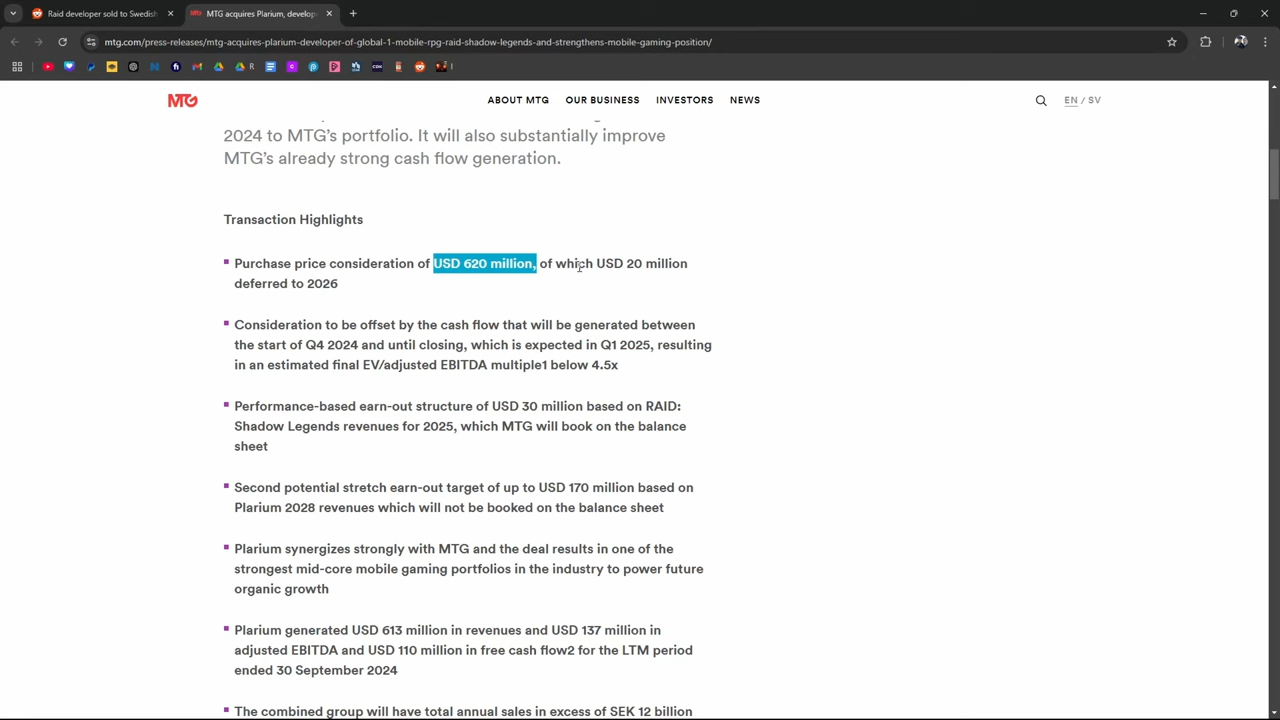 Raid developer sold to Swedish
MTG acquires Plarium, develope
mtg.com/press-releases/mtg-acquires-plarium-developer-of-global-1-mobile-rpg-raid-shadow-legends-and-strengthens-mobile-gaming-position/
MTG
ABOUT MTG
OUR BUSINESS
INVESTORS
NEWS
EN / SV
2024 to MTG's portfolio. It will also substantially improve
MTG's already strong cash flow generation.
Transaction Highlights
Purchase price consideration of USD 620 million, of which USD 20 million
deferred to 2026
Consideration to be offset by the cash flow that will be generated between
the start of Q4 2024 and until closing, which is expected in Q1 2025, resulting
in an estimated final EV/adjusted EBITDA multiple1 below 4.5x
Performance-based earn-out structure of USD 30 million based on RAID:
Shadow Legends revenues for 2025, which MTG will book on the balance
sheet
Second potential stretch earn-out target of up to USD 170 million based on
Plarium 2028 revenues which will not be booked on the balance sheet
Plarium synergizes strongly with MTG and the deal results in one of the
strongest mid-core mobile gaming portfolios in the industry to power future
organic growth
Plarium generated USD 613 million in revenues and USD 137 million in
adjusted EBITDA and USD 110 million in free cash flow2 for the LTM period
ended 30 September 2024
The combined group will have total annual sales in excess of SEK 12 billion